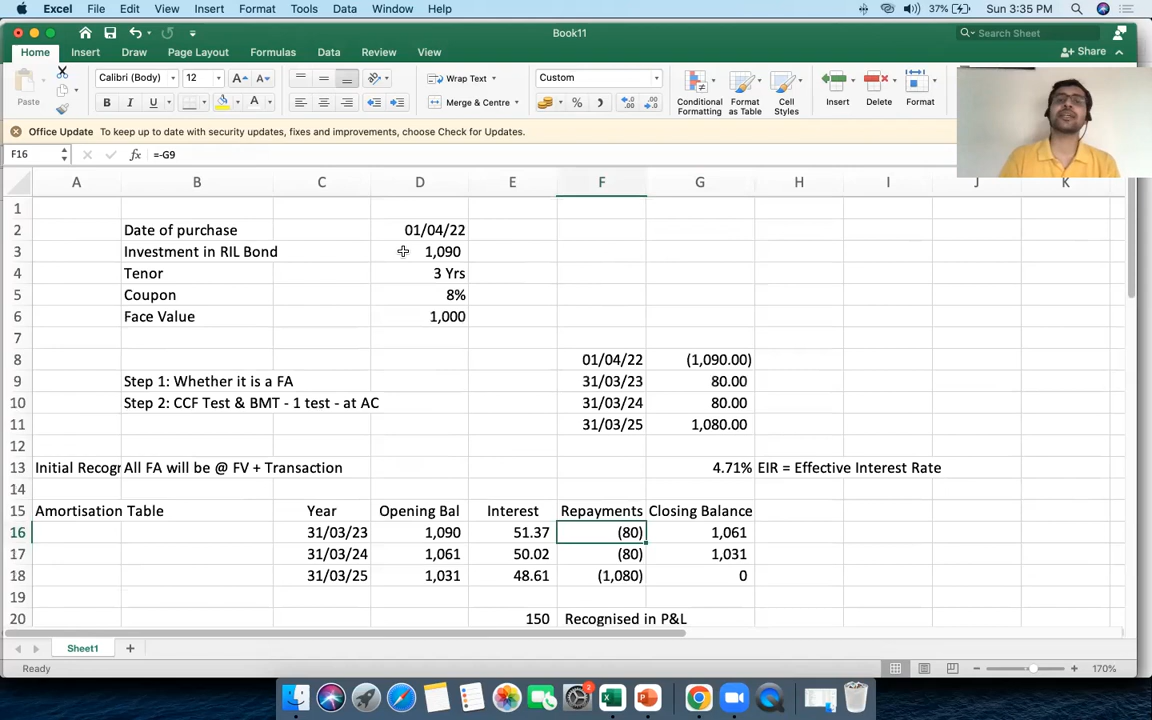 Excel File Edit View Insert Format Tools Data Window Help 37% Sun 3:35 PM
Book11
Search Sheet
Home Insert Draw Page Layout Formulas Data Review View
Share
Paste
Calibri (Body) 12
Wrap Text
Merge & Centre
Custom
Conditional Formatting
Format as Table
Cell Styles
Insert
Delete
Format
Office Update To keep up to date with security updates, fixes and improvements, choose Check for Updates.
F16 fx =-G9
A B C D E F G H I J K
1
2 Date of purchase 01/04/22
3 Investment in RIL Bond 1,090
4 Tenor 3 Yrs
5 Coupon 8%
6 Face Value 1,000
7
8 01/04/22 (1,090.00)
9 Step 1: Whether it is a FA 31/03/23 80.00
10 Step 2: CCF Test & BMT - 1 test - at AC 31/03/24 80.00
11 31/03/25 1,080.00
12
13 Initial Recogr All FA will be @ FV + Transaction 4.71% EIR = Effective Interest Rate
14
15 Amortisation Table Year Opening Bal Interest Repayments Closing Balance
16 31/03/23 1,090 51.37 (80) 1,061
17 31/03/24 1,061 50.02 (80) 1,031
18 31/03/25 1,031 48.61 (1,080) 0
19
20 150 Recognised in P&L
Sheet1
Ready 170%